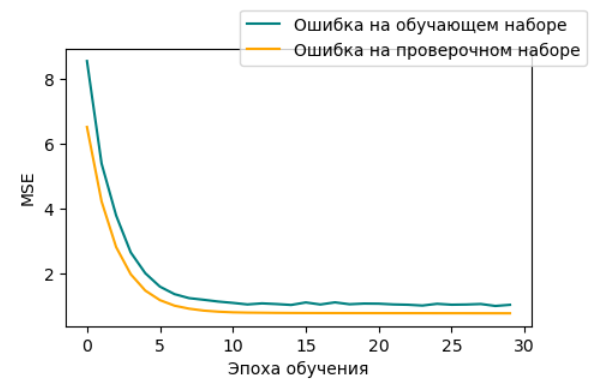 Ошибка на обучающем наборе
Ошибка на проверочном наборе
8
6
4
2
MSE
0 5 10 15 20 25 30
Эпоха обучения